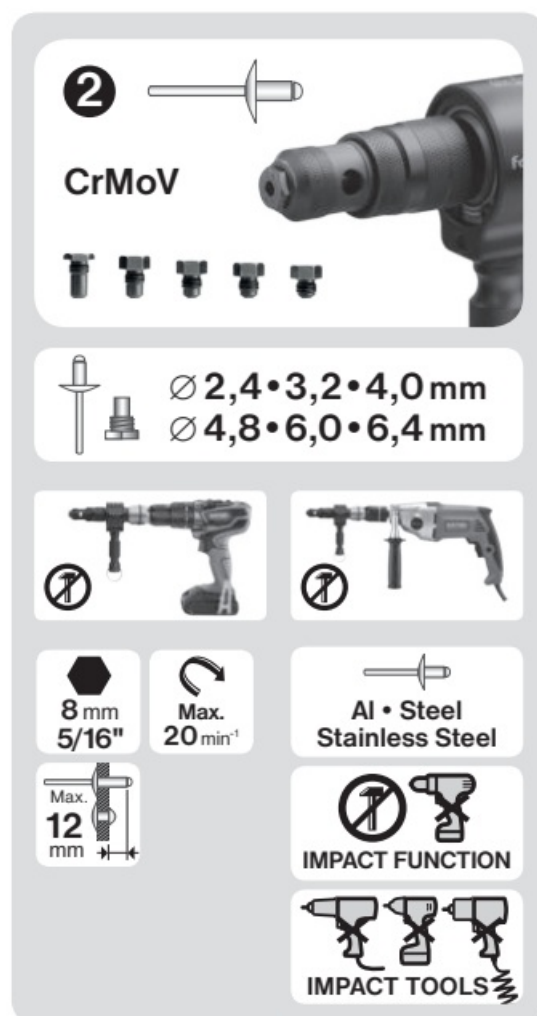 2
CrMoV
⌀ 2,4•3,2•4,0 mm
⌀ 4,8•6,0•6,4 mm
8 mm
5/16"
Max.
20 min⁻¹
Al • Steel
Stainless Steel
Max.
12
mm
IMPACT FUNCTION
IMPACT TOOLS